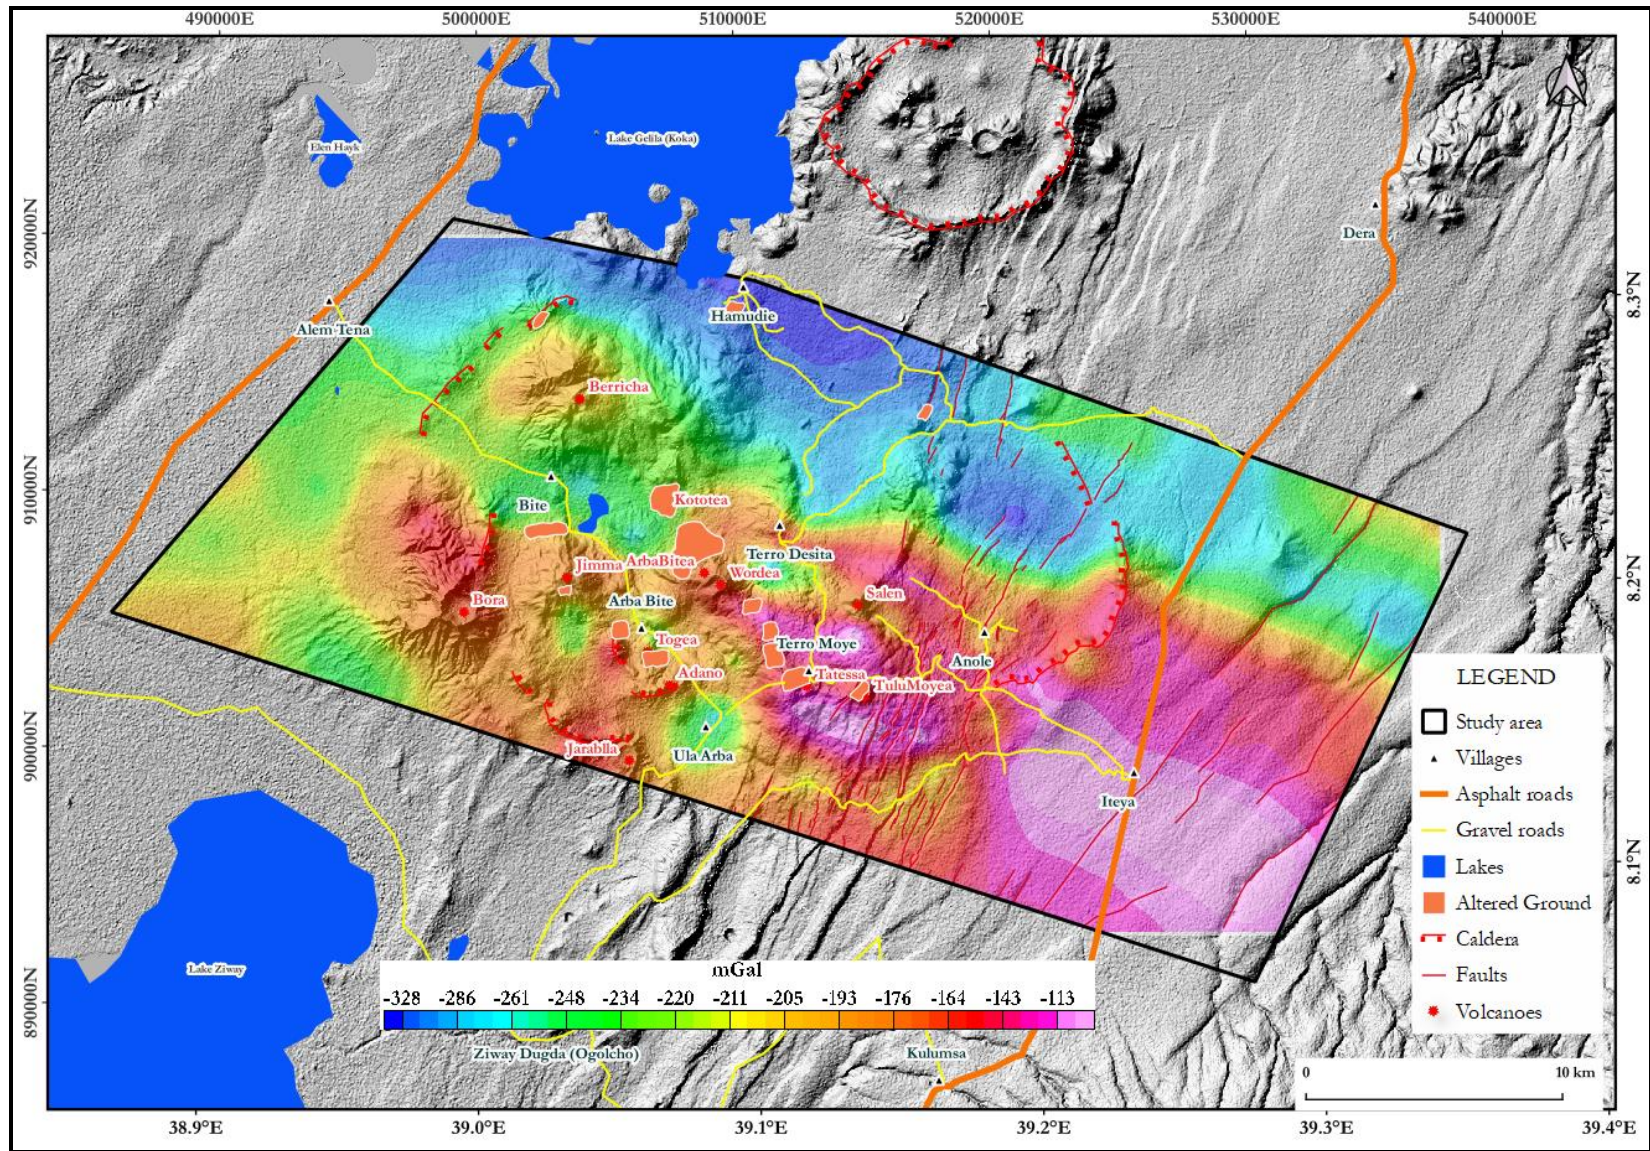 490000E 500000E 510000E 520000E 530000E 540000E
Lake Gelila (Koka)
Elen Hayk
920000N
Dera
8.3°N
Alem Tena
Hamudie
Berricha
910000N
Bite
Kototea
Terro Desita
8.2°N
Jimma
ArbaBitea
Wordea
Bora
Arba Bite
Salen
Togea
Terro Moye
Anole
Adano
Tatessa
TuluMoyea
900000N
Jarablla
Ula Arba
Iteya
8.1°N
LEGEND
Study area
Villages
Asphalt roads
Gravel roads
Lakes
Altered Ground
Caldera
Faults
Volcanoes
Lake Ziway
890000N
mGal
-328 -286 -261 -248 -234 -220 -211 -205 -193 -176 -164 -143 -113
Ziway Dugda (Ogolcho)
Kulumsa
0 10 km
38.9°E 39.0°E 39.1°E 39.2°E 39.3°E 39.4°E